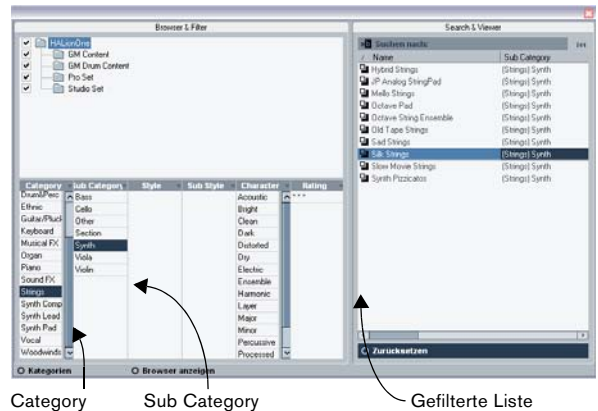 Browser & Filter
Search & Viewer
HALionOne
GM Content
GM Drum Content
Pro Set
Studio Set
Suchen nach:
Name
Sub Category
Hybrid Strings
(Strings) Synth
JP Analog StringPad
(Strings) Synth
Mello Strings
(Strings) Synth
Octave Pad
(Strings) Synth
Octave String Ensemble
(Strings) Synth
Old Tape Strings
(Strings) Synth
Sad Strings
(Strings) Synth
Silk Strings
(Strings) Synth
Slow Movie Strings
(Strings) Synth
Synth Pizzicatos
(Strings) Synth
Category
Sub Category
Style
Sub Style
Character
Rating
Drum&Perc
Ethnic
Guitar/Pluck
Keyboard
Musical FX
Organ
Piano
Sound FX
Strings
Synth Comp
Synth Lead
Synth Pad
Vocal
Woodwinds
Bass
Cello
Other
Section
Synth
Viola
Violin
Acoustic
Bright
Clean
Dark
Distorted
Dry
Electric
Ensemble
Harmonic
Layer
Major
Minor
Percussive
Processed
***
Zurücksetzen
Kategorien
Browser anzeigen
Category
Sub Category
Gefilterte Liste